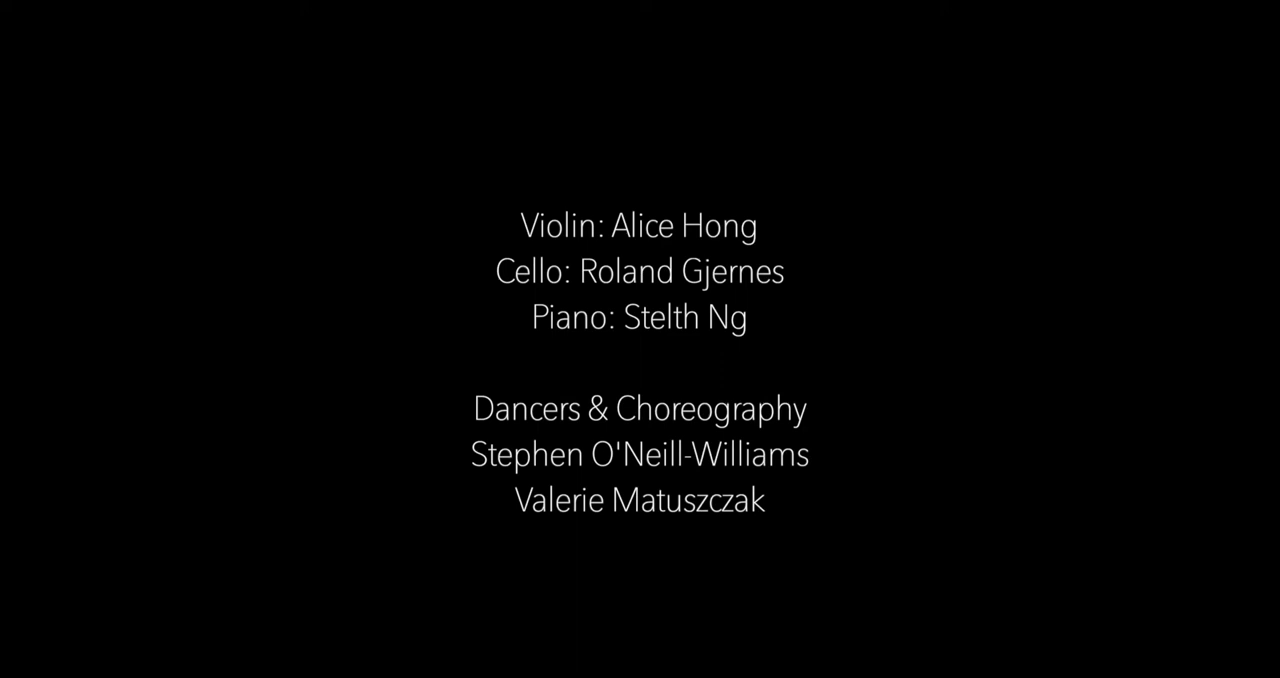 Violin: Alice Hong
Cello: Roland Gjernes
Piano: Stelth Ng
Dancers & Choreography
Stephen O'Neill-Williams
Valerie Matuszczak